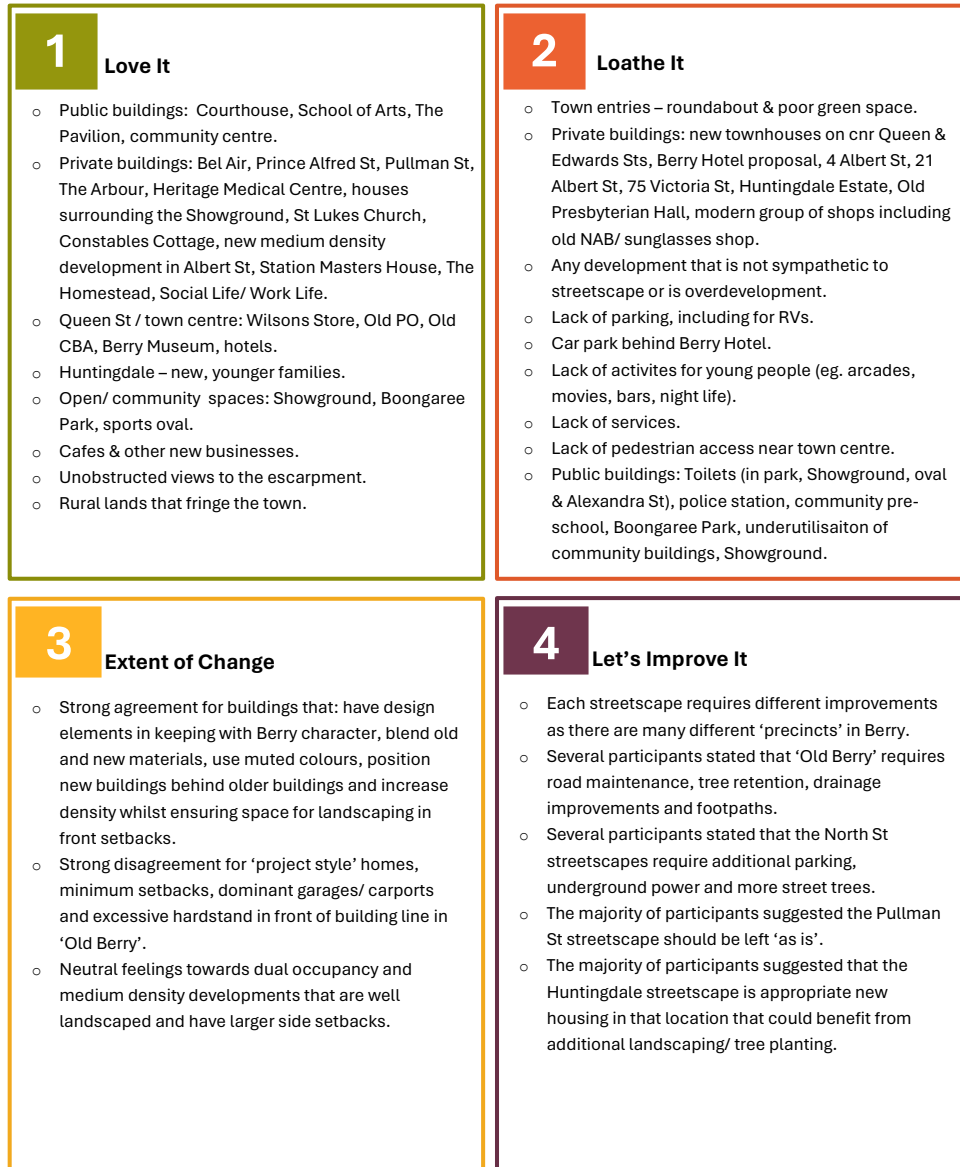 1
Love It
o Public buildings: Courthouse, School of Arts, The
Pavilion, community centre.
o Private buildings: Bel Air, Prince Alfred St, Pullman St,
The Arbour, Heritage Medical Centre, houses
surrounding the Showground, St Lukes Church,
Constables Cottage, new medium density
development in Albert St, Station Masters House, The
Homestead, Social Life/ Work Life.
o Queen St / town centre: Wilsons Store, Old PO, Old
CBA, Berry Museum, hotels.
o Huntingdale – new, younger families.
o Open/ community spaces: Showground, Boongaree
Park, sports oval.
o Cafes & other new businesses.
o Unobstructed views to the escarpment.
o Rural lands that fringe the town.
2
Loathe It
o Town entries – roundabout & poor green space.
o Private buildings: new townhouses on cnr Queen &
Edwards Sts, Berry Hotel proposal, 4 Albert St, 21
Albert St, 75 Victoria St, Huntingdale Estate, Old
Presbyterian Hall, modern group of shops including
old NAB/ sunglasses shop.
o Any development that is not sympathetic to
streetscape or is overdevelopment.
o Lack of parking, including for RVs.
o Car park behind Berry Hotel.
o Lack of activites for young people (eg. arcades,
movies, bars, night life).
o Lack of services.
o Lack of pedestrian access near town centre.
o Public buildings: Toilets (in park, Showground, oval
& Alexandra St), police station, community pre-
school, Boongaree Park, underutilisaiton of
community buildings, Showground.
3
Extent of Change
o Strong agreement for buildings that: have design
elements in keeping with Berry character, blend old
and new materials, use muted colours, position
new buildings behind older buildings and increase
density whilst ensuring space for landscaping in
front setbacks.
o Strong disagreement for ‘project style’ homes,
minimum setbacks, dominant garages/ carports
and excessive hardstand in front of building line in
‘Old Berry’.
o Neutral feelings towards dual occupancy and
medium density developments that are well
landscaped and have larger side setbacks.
4
Let’s Improve It
o Each streetscape requires different improvements
as there are many different ‘precincts’ in Berry.
o Several participants stated that ‘Old Berry’ requires
road maintenance, tree retention, drainage
improvements and footpaths.
o Several participants stated that the North St
streetscapes require additional parking,
underground power and more street trees.
o The majority of participants suggested the Pullman
St streetscape should be left ‘as is’.
o The majority of participants suggested that the
Huntingdale streetscape is appropriate new
housing in that location that could benefit from
additional landscaping/ tree planting.